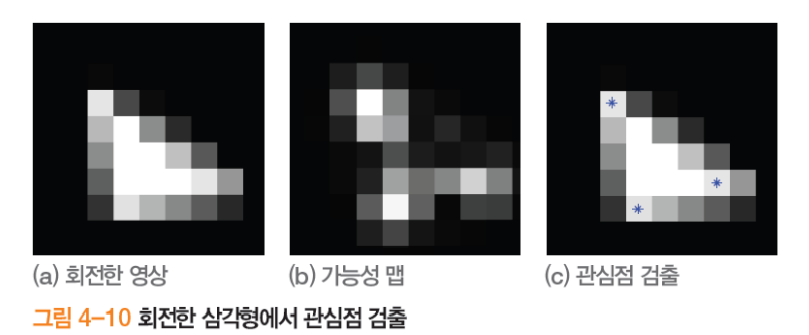 (a) 회전한 영상
(b) 가능성 맵
(c) 관심점 검출
그림 4-10 회전한 삼각형에서 관심점 검출